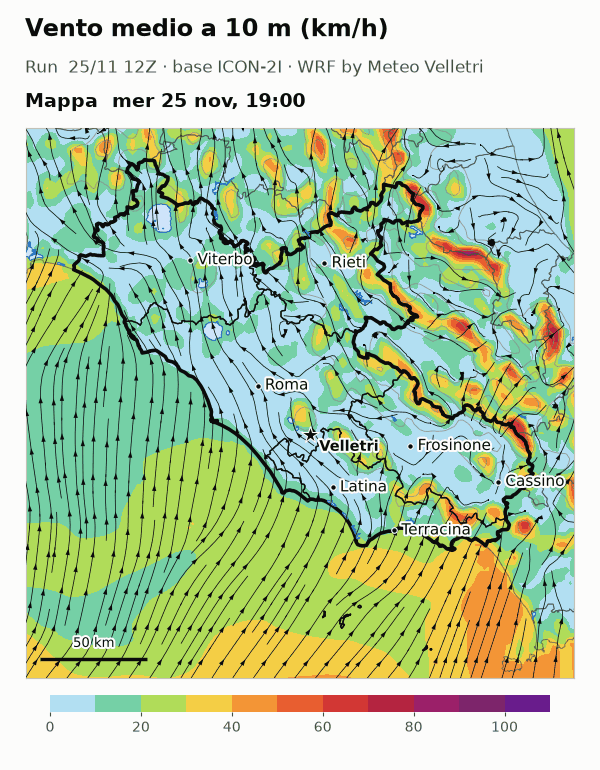 Vento medio a 10 m (km/h)
Run  25/11 12Z · base ICON-2I · WRF by Meteo Velletri
Mappa  mer 25 nov, 19:00
Viterbo
Rieti
Roma
Velletri
Frosinone
Cassino
Latina
Terracina
50 km
0 20 40 60 80 100